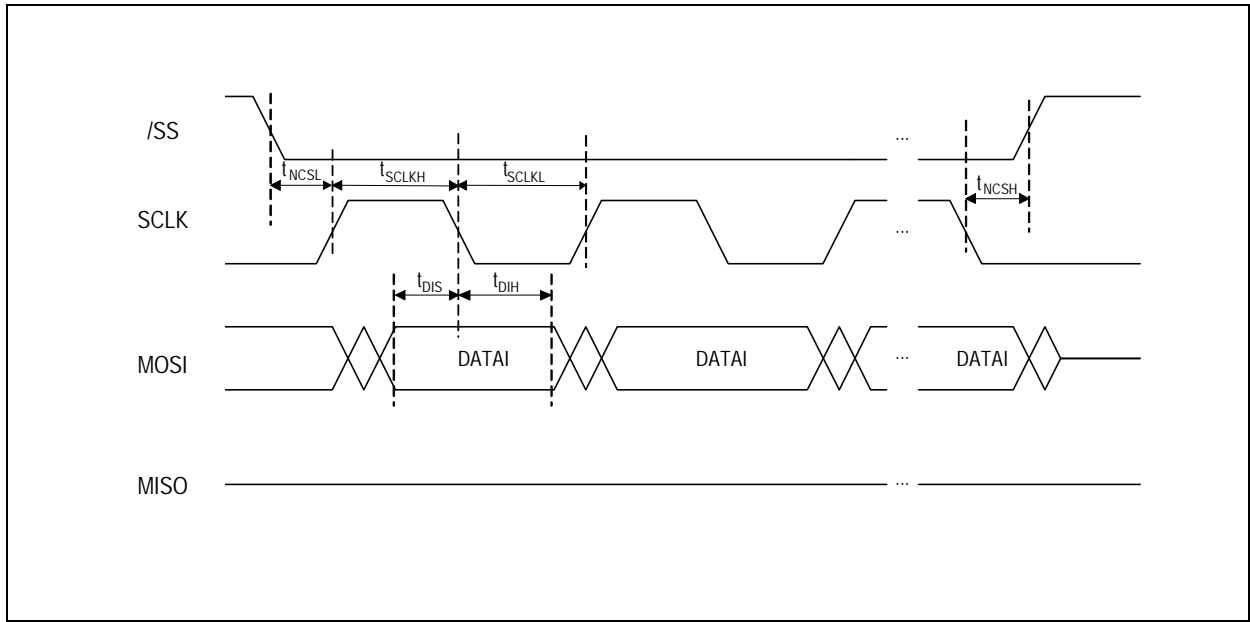 /SS
...
tNCSL
tSCLKH
tSCLKL
tNCSH
SCLK
...
tDIS
tDIH
MOSI
DATAI
DATAI
...
DATAI
MISO
...